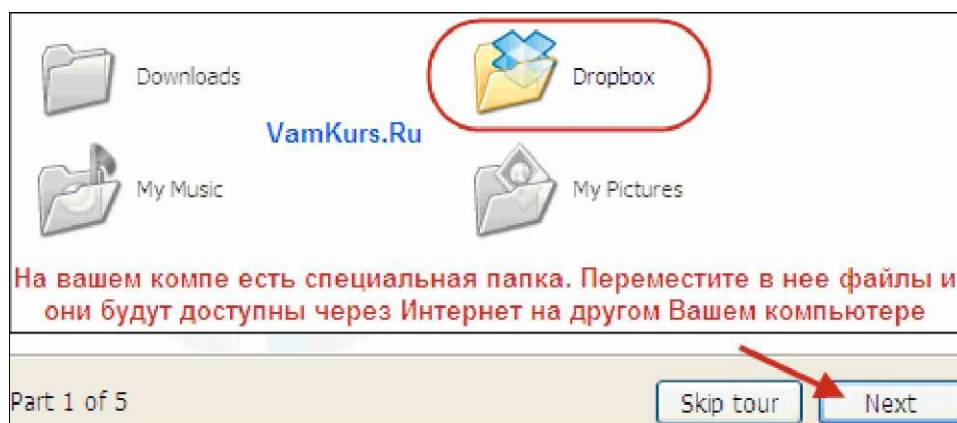 Downloads
Dropbox
VamKurs.Ru
My Music
My Pictures
На вашем компе есть специальная папка. Переместите в нее файлы и
они будут доступны через Интернет на другом Вашем компьютере
Part 1 of 5
Skip tour
Next